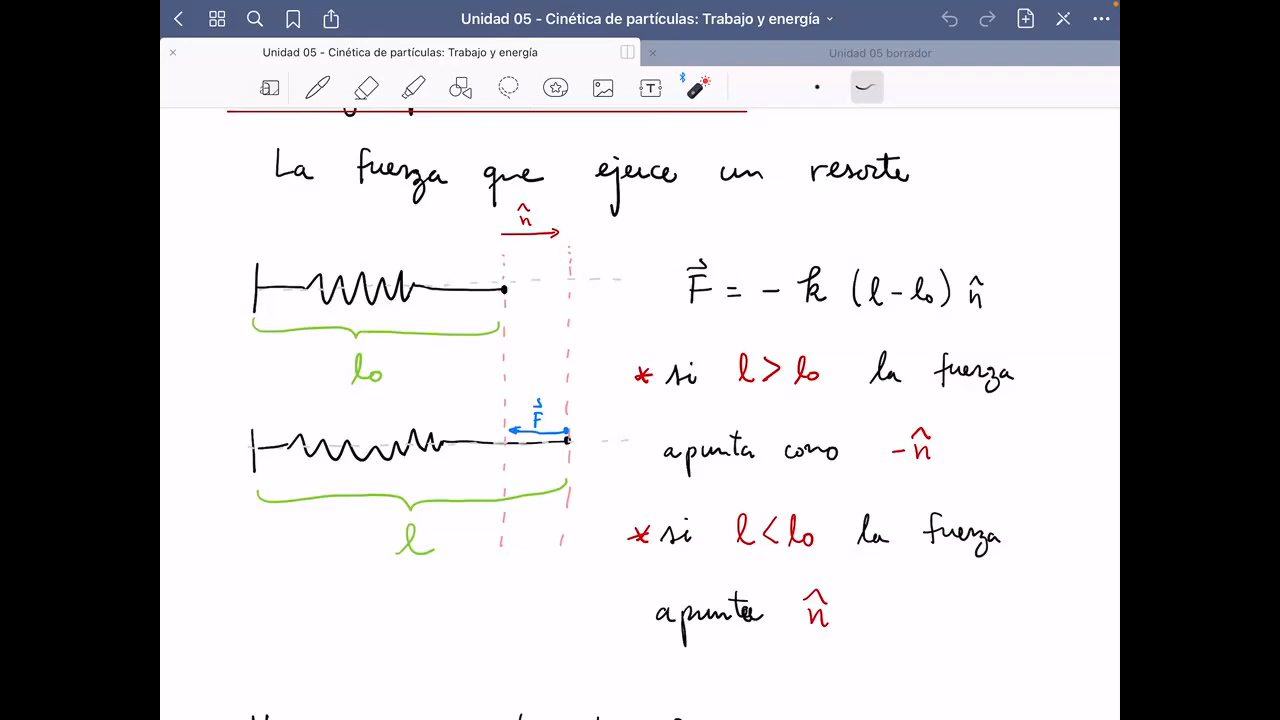 Unidad 05 - Cinética de partículas: Trabajo y energía
Unidad 05 - Cinética de partículas: Trabajo y energía
Unidad 05 borrador
La fuerza que ejerce un resorte
n̂
F⃗ = - k (l - l₀) n̂
l₀
* si l > l₀ la fuerza
F⃗
apunta como -n̂
l
* si l < l₀ la fuerza
apunta n̂